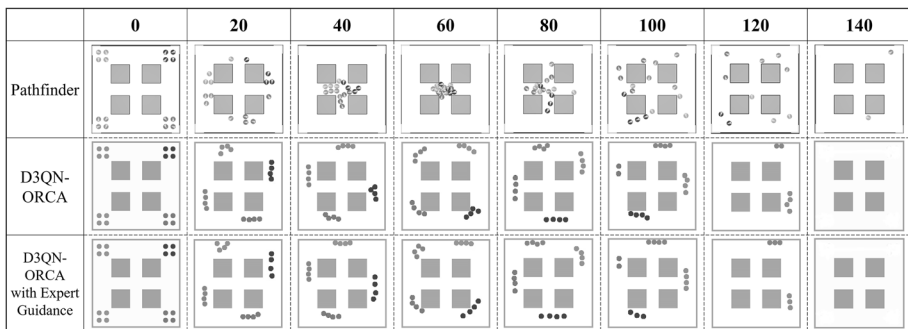 0 20 40 60 80 100 120 140
Pathfinder
D3QN-
ORCA
D3QN-
ORCA
with Expert
Guidance